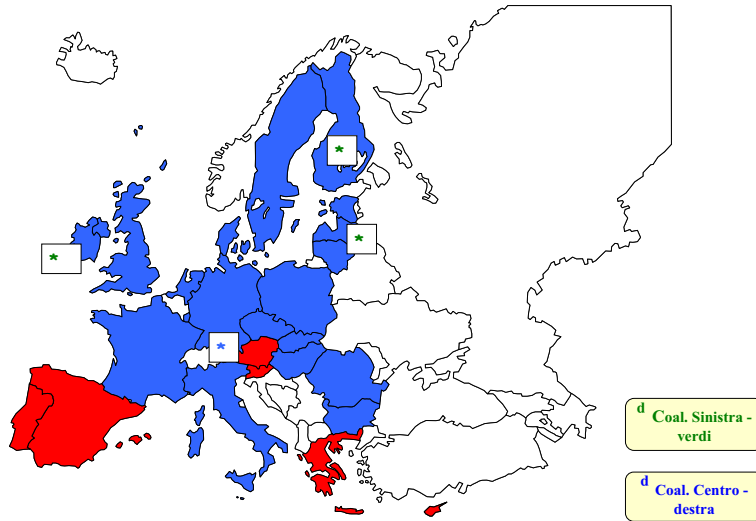 *
*
*
*
d Coal. Sinistra -
verdi
d Coal. Centro -
destra